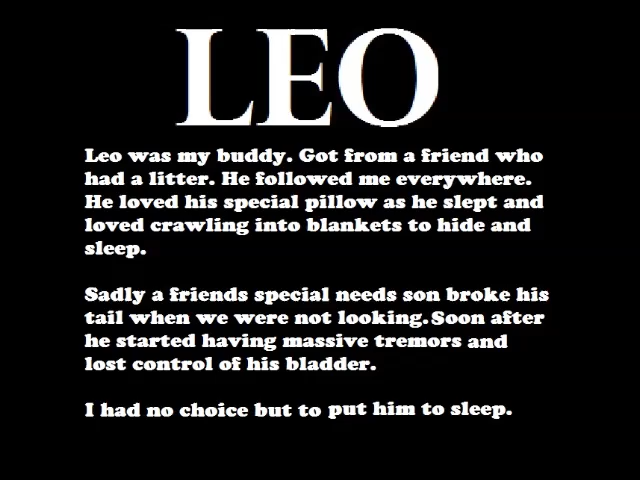 LEO
Leo was my buddy. Got from a friend who
had a litter. He followed me everywhere.
He loved his special pillow as he slept and
loved crawling into blankets to hide and
sleep.
Sadly a friends special needs son broke his
tail when we were not looking.Soon after
he started having massive tremors and
lost control of his bladder.
I had no choice but to put him to sleep.